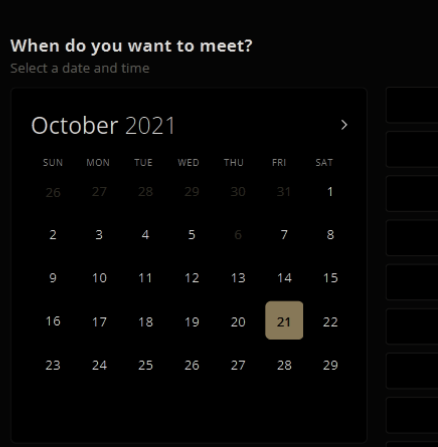 When do you want to meet?
Select a date and time
October 2021 >
SUN MON TUE WED THU FRI SAT
26 27 28 29 30 31 1
2 3 4 5 6 7 8
9 10 11 12 13 14 15
16 17 18 19 20 21 22
23 24 25 26 27 28 29